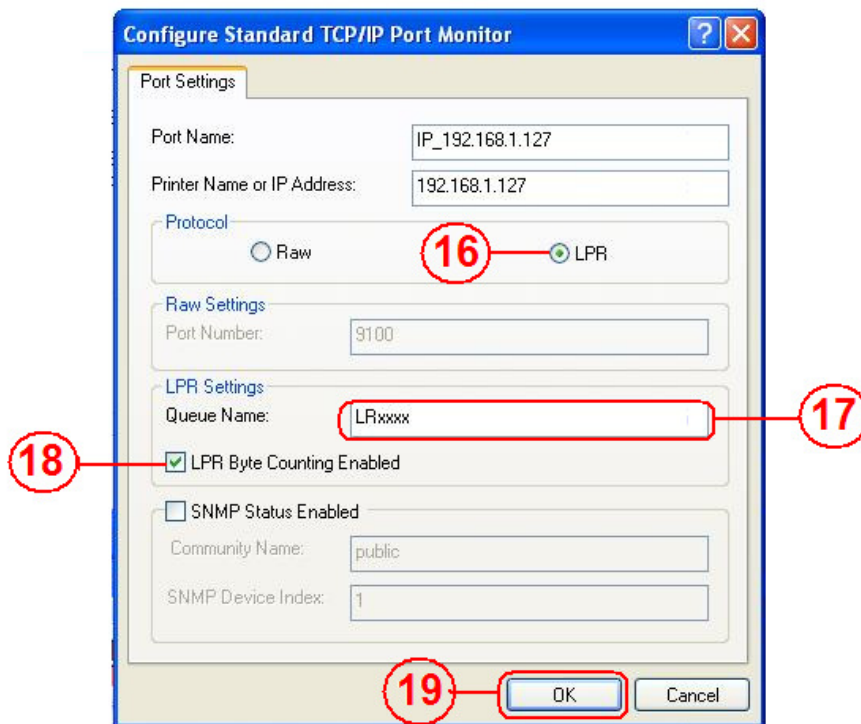 Configure Standard TCP/IP Port Monitor
Port Settings
Port Name: IP_192.168.1.127
Printer Name or IP Address: 192.168.1.127
Protocol
Raw 16 LPR
Raw Settings
Port Number: 9100
LPR Settings
Queue Name: LRxxxx 17
18 LPR Byte Counting Enabled
SNMP Status Enabled
Community Name: public
SNMP Device Index: 1
19 OK Cancel